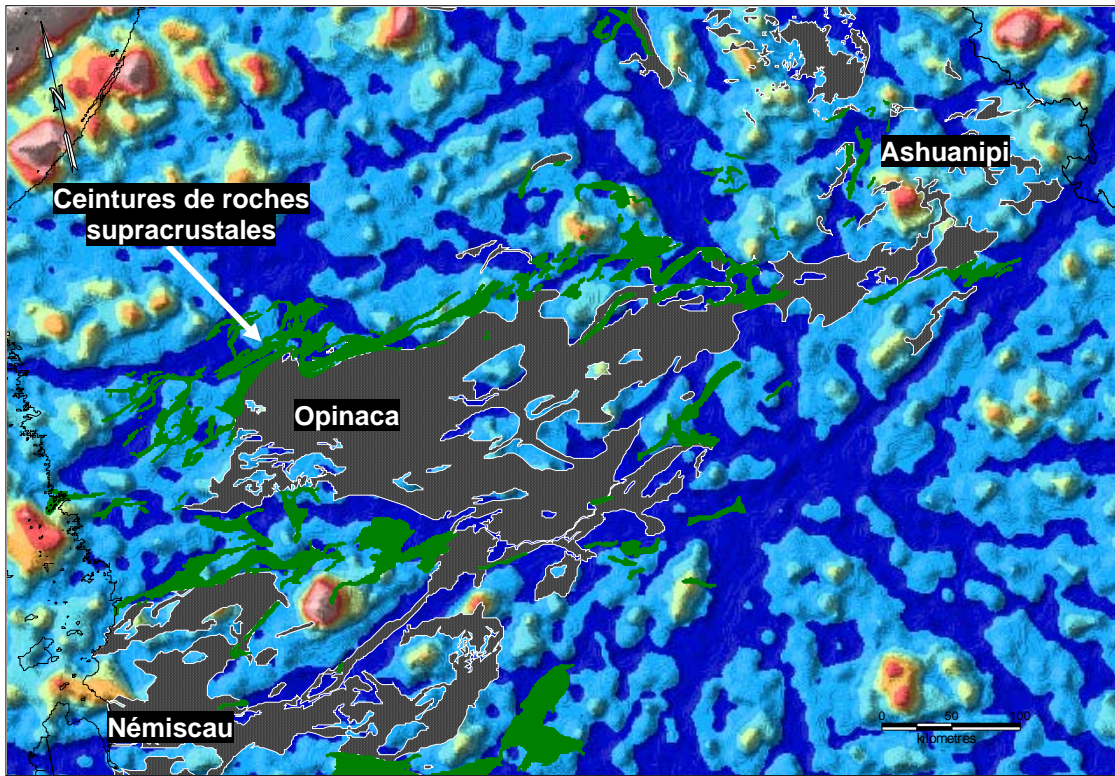 Ashuanipi
Ceintures de roches
supracrustales
Opinaca
Némiscau
0 50 100
kilometres